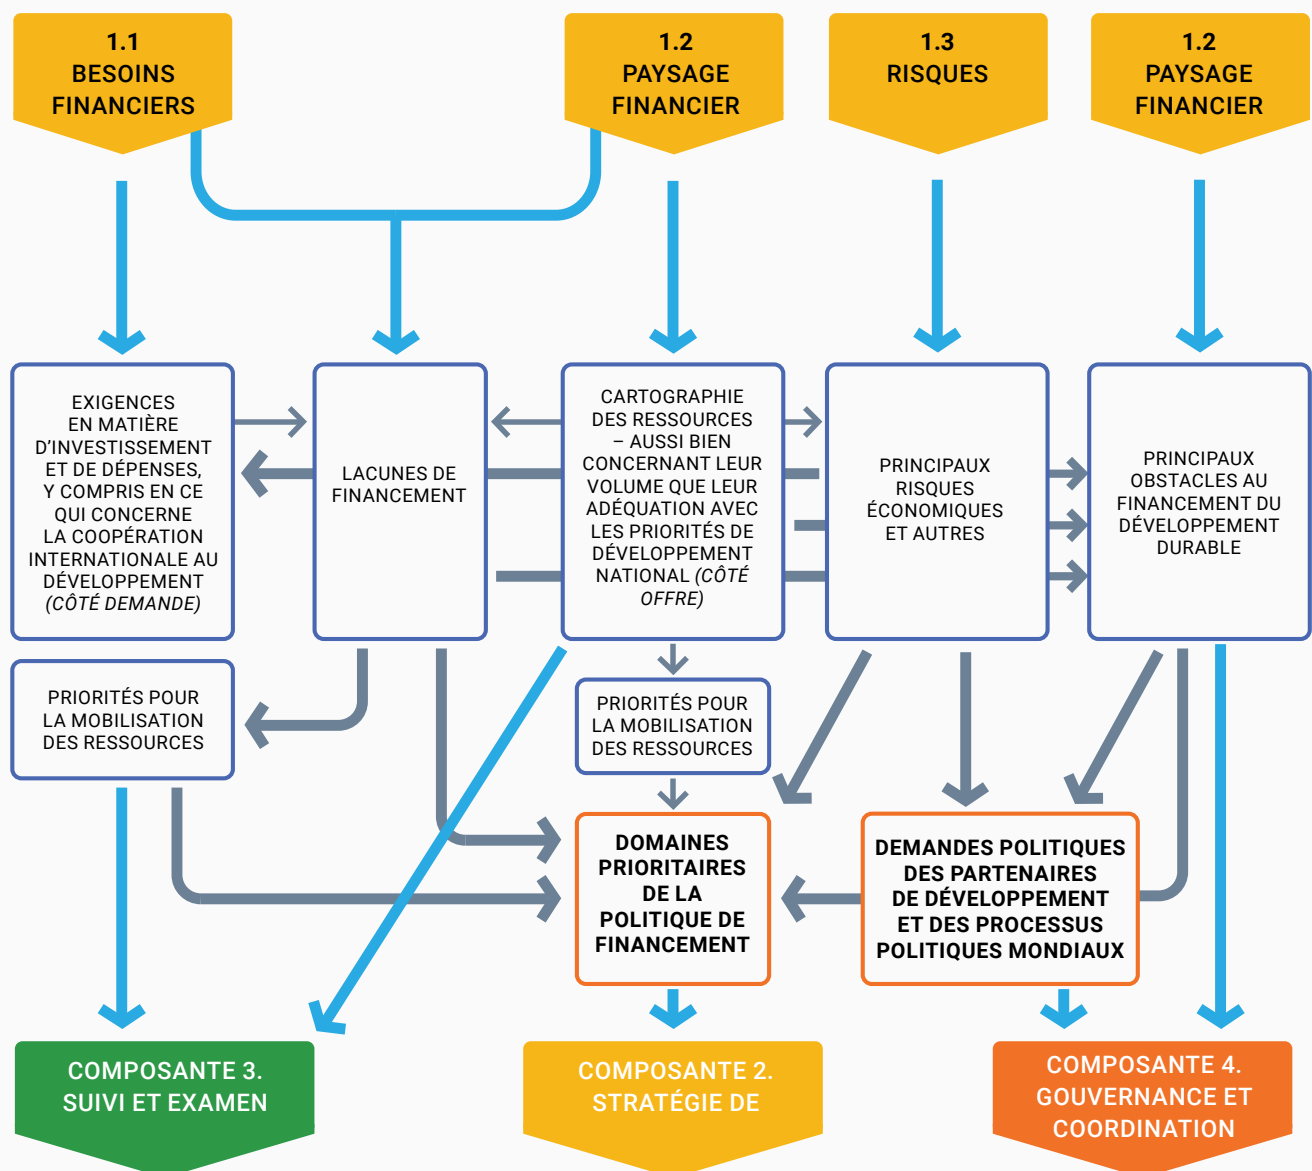 1.1
BESOINS
FINANCIERS
1.2
PAYSAGE
FINANCIER
1.3
RISQUES
1.2
PAYSAGE
FINANCIER
EXIGENCES
EN MATIÈRE
D’INVESTISSEMENT
ET DE DÉPENSES,
Y COMPRIS EN CE
QUI CONCERNE
LA COOPÉRATION
INTERNATIONALE AU
DÉVELOPPEMENT
(CÔTÉ DEMANDE)
LACUNES DE
FINANCEMENT
CARTOGRAPHIE
DES RESSOURCES
– AUSSI BIEN
CONCERNANT LEUR
VOLUME QUE LEUR
ADÉQUATION AVEC
LES PRIORITÉS DE
DÉVELOPPEMENT
NATIONAL (CÔTÉ
OFFRE)
PRINCIPAUX
RISQUES
ÉCONOMIQUES
ET AUTRES
PRINCIPAUX
OBSTACLES AU
FINANCEMENT DU
DÉVELOPPEMENT
DURABLE
PRIORITÉS POUR
LA MOBILISATION
DES RESSOURCES
PRIORITÉS POUR
LA MOBILISATION
DES RESSOURCES
DOMAINES
PRIORITAIRES
DE LA
POLITIQUE DE
FINANCEMENT
DEMANDES POLITIQUES
DES PARTENAIRES
DE DÉVELOPPEMENT
ET DES PROCESSUS
POLITIQUES MONDIAUX
COMPOSANTE 3.
SUIVI ET EXAMEN
COMPOSANTE 2.
STRATÉGIE DE
COMPOSANTE 4.
GOUVERNANCE ET
COORDINATION